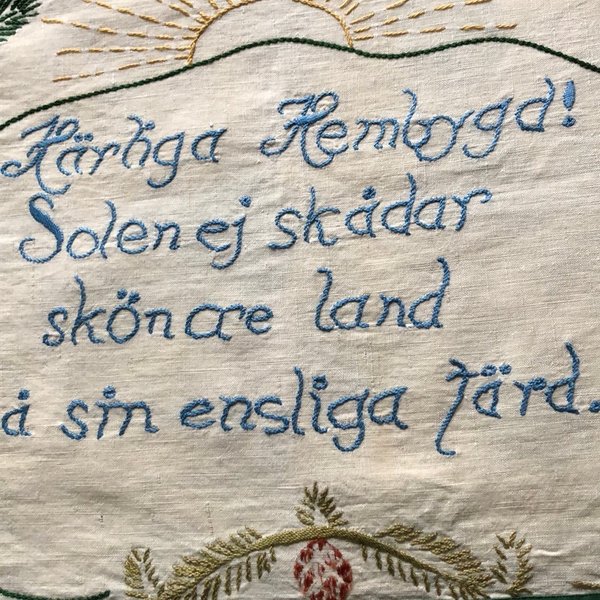 Härliga Hembygd!
Solen ej skådar
skönare land
å sin ensliga färd.